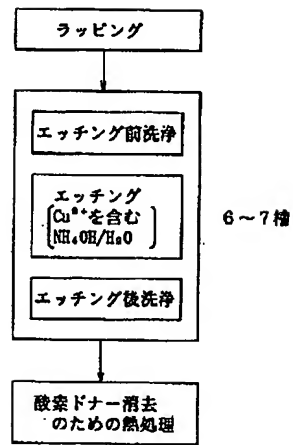 ラッピング
エッチング前洗浄
エッチング
Cu²⁺を含む
NH₄OH/H₂O
6～7槽
エッチング後洗浄
酸素ドナー消去
のための熱処理